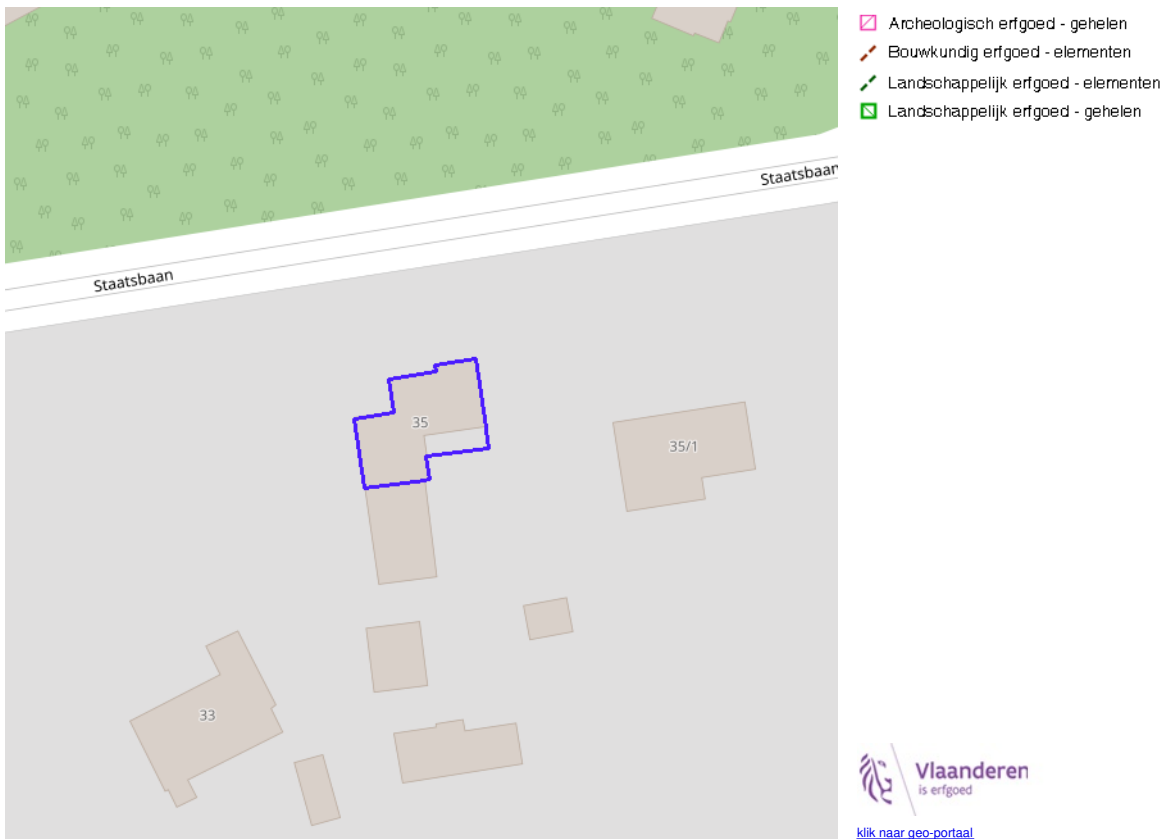 Archeologisch erfgoed - gehelen
Bouwkundig erfgoed - elementen
Landschappelijk erfgoed - elementen
Landschappelijk erfgoed - gehelen
Staatsbaan
Staatsbaan
35
35/1
33
Vlaanderen
is erfgoed
klik naar geo-portaal